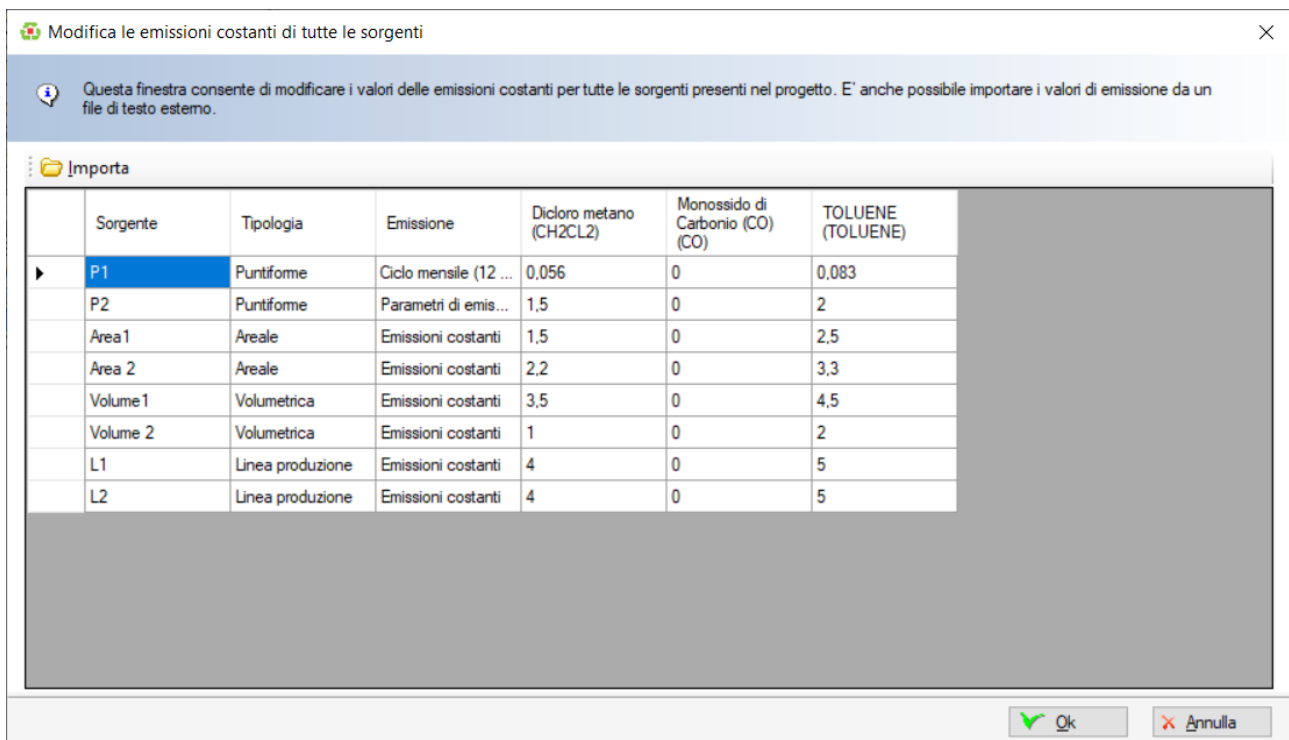 Modifica le emissioni costanti di tutte le sorgenti
Questa finestra consente di modificare i valori delle emissioni costanti per tutte le sorgenti presenti nel progetto. E' anche possibile importare i valori di emissione da un
file di testo esterno.
Importa
Sorgente Tipologia Emissione Dicloro metano (CH2CL2) Monossido di Carbonio (CO) (CO) TOLUENE (TOLUENE)
P1 Puntiforme Ciclo mensile (12 ... 0,056 0 0,083
P2 Puntiforme Parametri di emis... 1,5 0 2
Area1 Areale Emissioni costanti 1,5 0 2,5
Area 2 Areale Emissioni costanti 2,2 0 3,3
Volume1 Volumetrica Emissioni costanti 3,5 0 4,5
Volume 2 Volumetrica Emissioni costanti 1 0 2
L1 Linea produzione Emissioni costanti 4 0 5
L2 Linea produzione Emissioni costanti 4 0 5
Ok Annulla